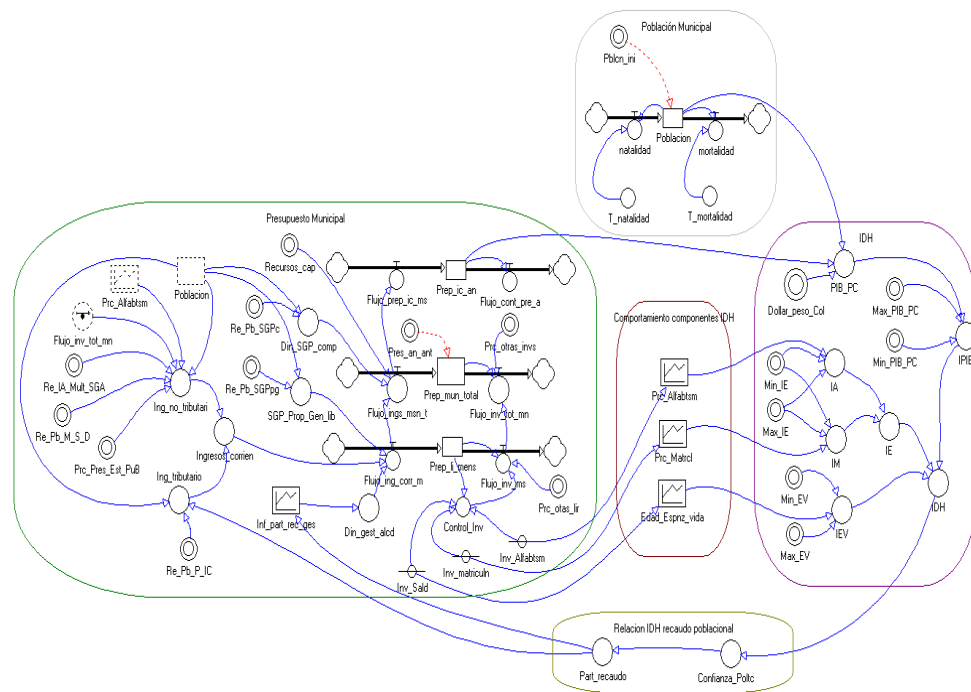 Población Municipal
Pblcn_ini
Poblacion
natalidad
mortalidad
T_natalidad
T_mortalidad
Presupuesto Municipal
Recursos_cap
Prc_Alfabtsm
Poblacion
Flujo_prep_ic_ms
Prep_ic_an
Flujo_cont_pre_a
Flujo_inv_tot_mn
Re_Pb_SGPc
Din_SGP_comp
Pres_an_ant
Prc_otras_invs
Re_IA_Mult_SGA
Re_Pb_SGPpg
Ing_no_tributari
SGP_Prop_Gen_lib
Flujo_ings_msn_t
Prep_mun_total
Flujo_inv_tot_mn
Re_Pb_M_S_D
Prc_Pres_Est_PuB
Ingresos_corrien
Flujo_ing_corr_m
Prep_li_mens
Flujo_inv_ms
Ing_tributario
Inf_part_rec_ges
Din_gest_alcd
Control_Inv
Prc_otas_lir
Re_Pb_P_IC
Inv_Sald
Inv_matriculn
Inv_Alfabtsm
Comportamiento componentes IDH
Prc_Alfabtsm
Prc_Matrcl
Edad_Espnz_vida
IDH
PIB_PC
Dollar_peso_Col
Max_PIB_PC
Min_PIB_PC
IPIB
Min_IE
IA
Max_IE
IM
IE
Min_EV
IEV
Max_EV
IDH
Relacion IDH recaudo poblacional
Part_recaudo
Confianza_Poltc